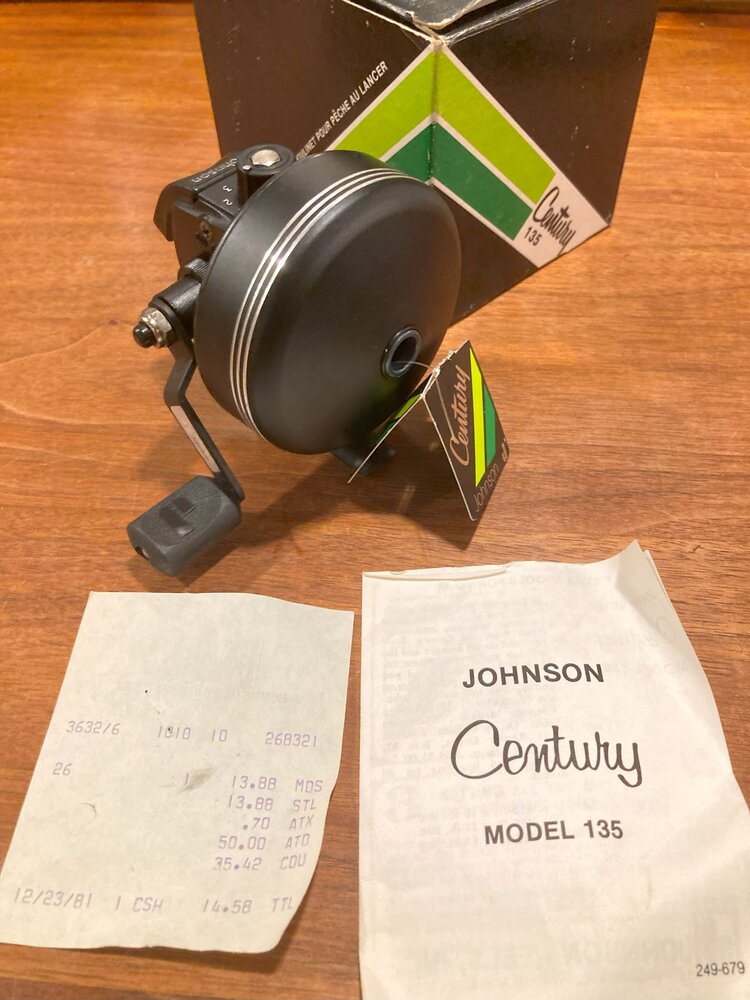 POUR PÊCHE AU LANCER
Century
135
Johnson
3 2
Century
Johnson
3632/6 1010 10 268321
26
1 13.88 MDS
13.88 STL
.70 ATX
50.00 ATD
35.42 CDU
12/23/81 1 CSH 14.58 TTL
JOHNSON
Century
MODEL 135
249-679